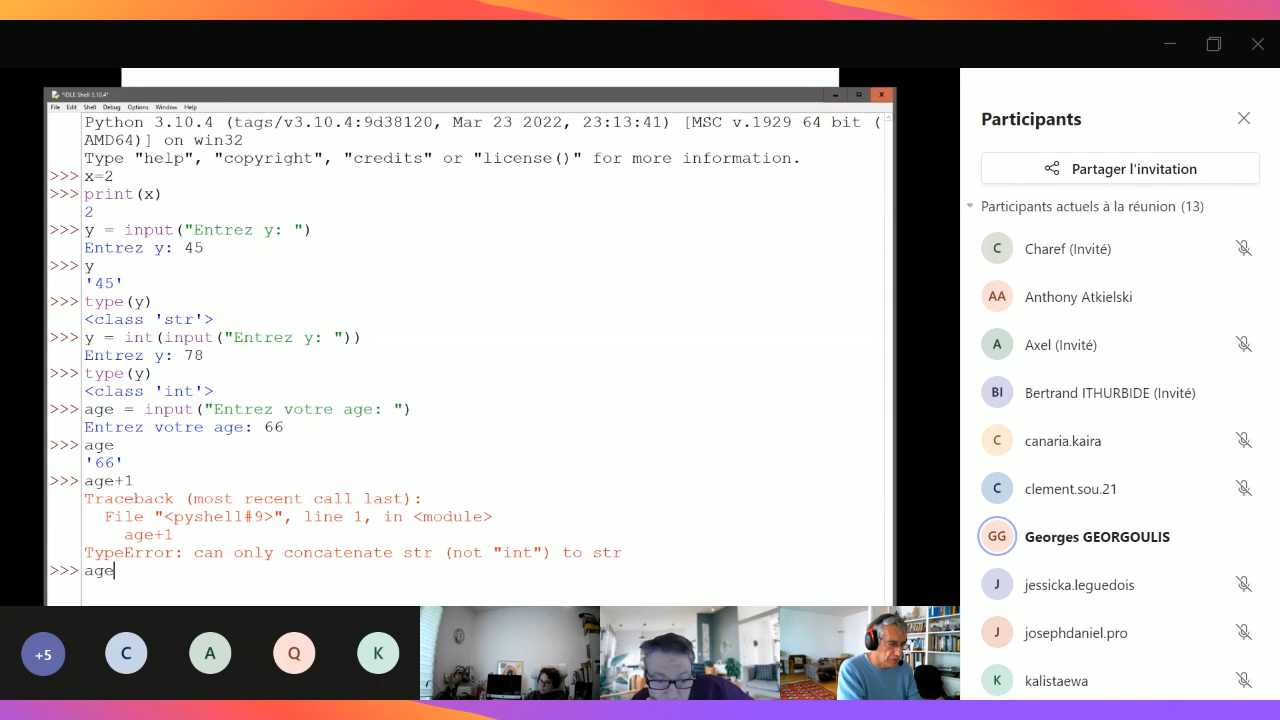 *IDLE Shell 3.10.4*
File Edit Shell Debug Options Window Help
Python 3.10.4 (tags/v3.10.4:9d38120, Mar 23 2022, 23:13:41) [MSC v.1929 64 bit (
AMD64)] on win32
Type "help", "copyright", "credits" or "license()" for more information.
>>> x=2
>>> print(x)
2
>>> y = input("Entrez y: ")
Entrez y: 45
>>> y
'45'
>>> type(y)
<class 'str'>
>>> y = int(input("Entrez y: "))
Entrez y: 78
>>> type(y)
<class 'int'>
>>> age = input("Entrez votre age: ")
Entrez votre age: 66
>>> age
'66'
>>> age+1
Traceback (most recent call last):
File "<pyshell#9>", line 1, in <module>
age+1
TypeError: can only concatenate str (not "int") to str
>>> age
+5
C
A
Q
K
Participants
Partager l'invitation
Participants actuels à la réunion (13)
C Charef (Invité)
AA Anthony Atkielski
A Axel (Invité)
BI Bertrand ITHURBIDE (Invité)
C canaria.kaira
C clement.sou.21
GG Georges GEORGOULIS
J jessicka.leguedois
J josephdaniel.pro
K kalistaewa